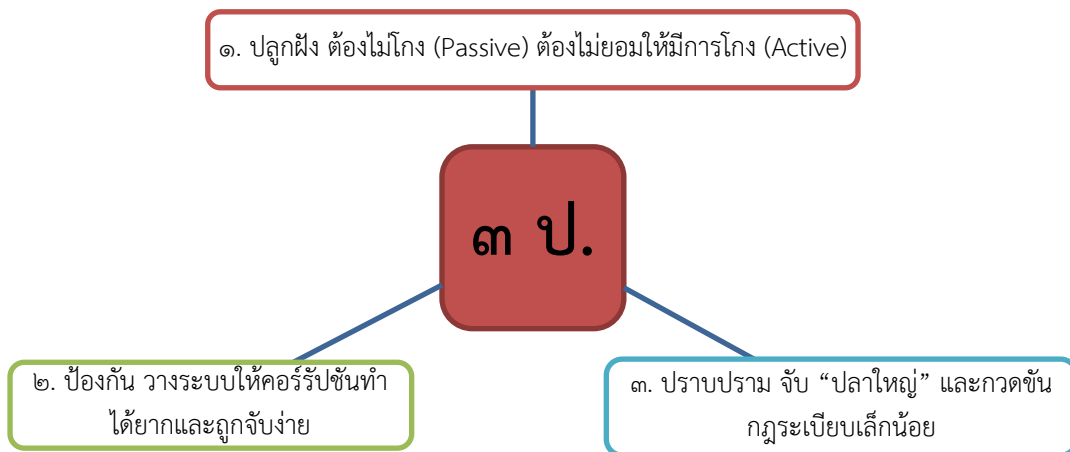 ๑. ปลูกฝัง ต้องไม่โกง (Passive) ต้องไม่ยอมให้มีการโกง (Active)
๓ ป.
๒. ป้องกัน วางระบบให้คอร์รัปชันทำ
ได้ยากและถูกจับง่าย
๓. ปราบปราม จับ “ปลาใหญ่” และกวดขัน
กฎระเบียบเล็กน้อย